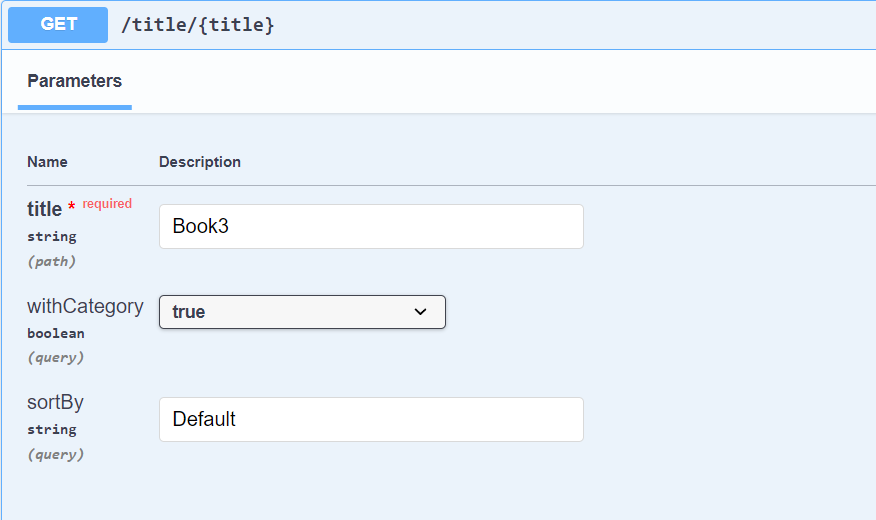 GET /title/{title}
Parameters
Name Description
title * required Book3
string
(path)
withCategory true
boolean
(query)
sortBy Default
string
(query)